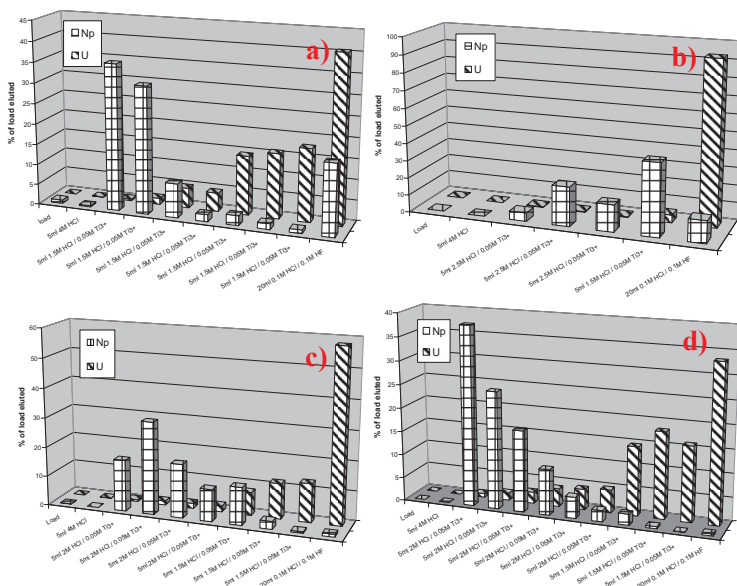 45
40
35
30
25
20
15
10
5
0
% of load eluted
Np
U
a)
load
5ml 4M HCl
5ml 1.5M HCl / 0.05M Ti3+
5ml 1.5M HCl / 0.05M Ti3+
5ml 1.5M HCl / 0.05M Ti3+
5ml 1.5M HCl / 0.05M Ti3+
5ml 1.5M HCl / 0.05M Ti3+
5ml 1.5M HCl / 0.05M Ti3+
5ml 1.5M HCl / 0.05M Ti3+
20ml 0.1M HCl / 0.1M HF
100
90
80
70
60
50
40
30
20
10
0
% of load eluted
Np
U
b)
Load
5ml 4M HCl
5ml 2.5M HCl / 0.05M Ti3+
5ml 2.5M HCl / 0.05M Ti3+
5ml 2.5M HCl / 0.05M Ti3+
5ml 1.5M HCl / 0.05M Ti3+
20ml 0.1M HCl / 0.1M HF
60
50
40
30
20
10
0
% of load eluted
Np
U
c)
Load
5ml 4M HCl
5ml 2M HCl / 0.05M Ti3+
5ml 2M HCl / 0.05M Ti3+
5ml 2M HCl / 0.05M Ti3+
5ml 2M HCl / 0.05M Ti3+
5ml 1.5M HCl / 0.05M Ti3+
5ml 1.5M HCl / 0.05M Ti3+
5ml 1.5M HCl / 0.05M Ti3+
20ml 0.1M HCl / 0.1M HF
40
35
30
25
20
15
10
5
0
% of load eluted
Np
U
d)
Load
5ml 4M HCl
5ml 2M HCl / 0.05M Ti3+
5ml 2M HCl / 0.05M Ti3+
5ml 2M HCl / 0.05M Ti3+
5ml 2M HCl / 0.05M Ti3+
5ml 2M HCl / 0.05M Ti3+
5ml 2M HCl / 0.05M Ti3+
5ml 1.5M HCl / 0.05M Ti3+
5ml 1.5M HCl / 0.05M Ti3+
5ml 1.5M HCl / 0.05M Ti3+
20ml 0.1M HCl / 0.1M HF